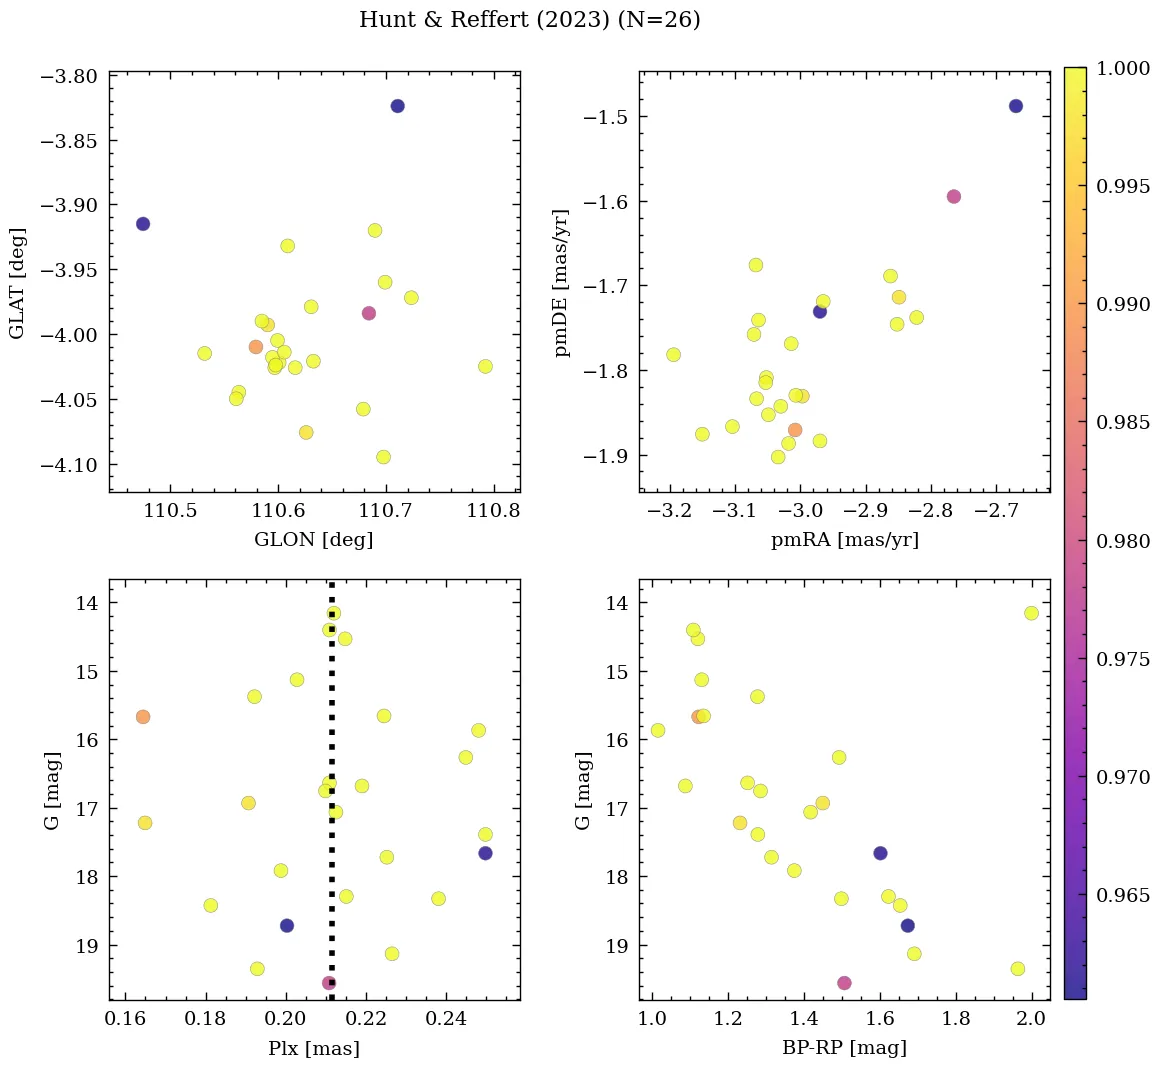 Hunt & Reffert (2023) (N=26)
−3.80
−3.85
−3.90
−3.95
−4.00
−4.05
−4.10
GLAT [deg]
110.5 110.6 110.7 110.8
GLON [deg]
−1.5
−1.6
−1.7
−1.8
−1.9
pmDE [mas/yr]
−3.2 −3.1 −3.0 −2.9 −2.8 −2.7
pmRA [mas/yr]
14
15
16
17
18
19
G [mag]
0.16 0.18 0.20 0.22 0.24
Plx [mas]
14
15
16
17
18
19
G [mag]
1.0 1.2 1.4 1.6 1.8 2.0
BP-RP [mag]
1.000
0.995
0.990
0.985
0.980
0.975
0.970
0.965